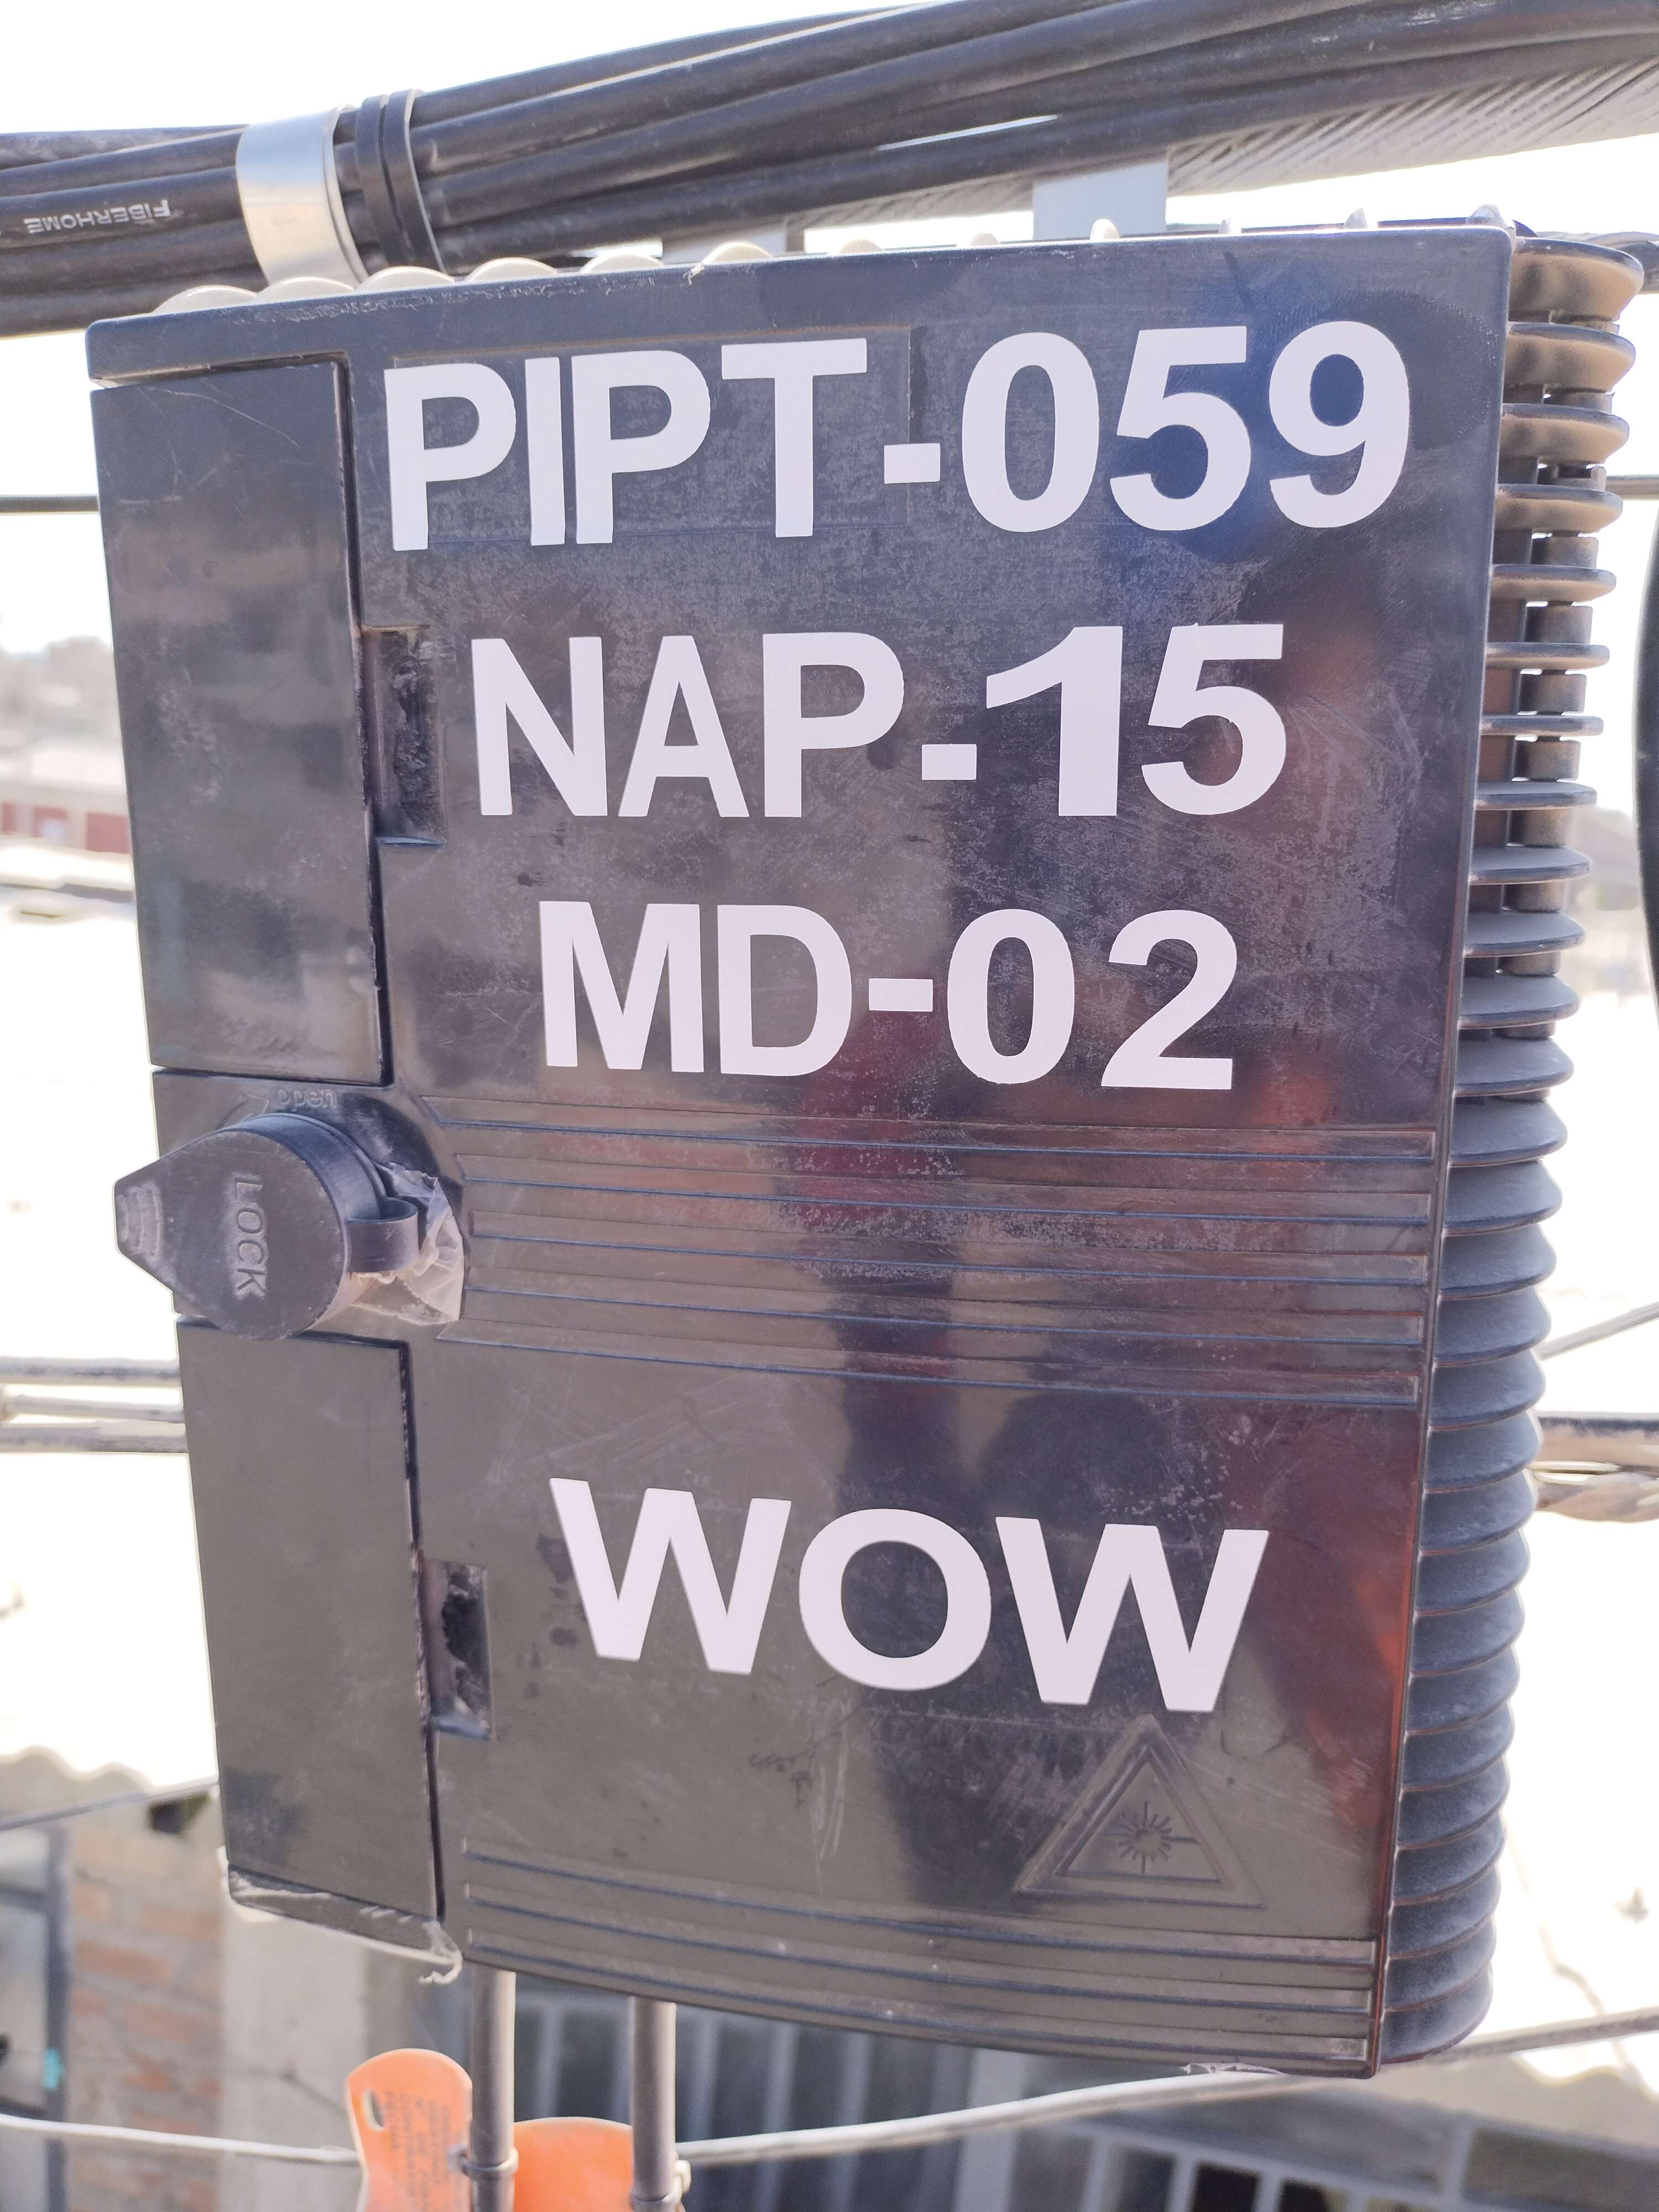 FIBERHOME
PIPT-059
NAP-15
MD-02
open
LOCK
WOW